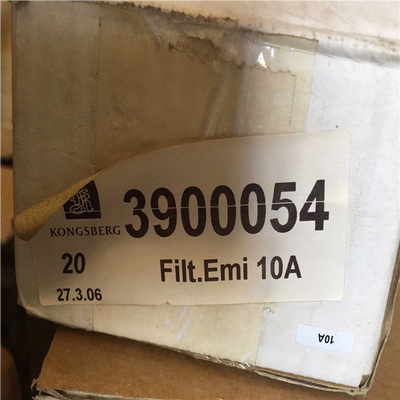 3900054
KONGSBERG
20
Filt.Emi 10A
27.3.06
10A